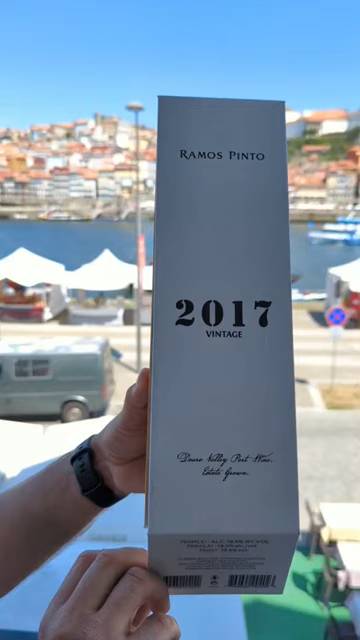 RAMOS PINTO
2017
VINTAGE
Douro Valley Port Wine.
Estate Grown.